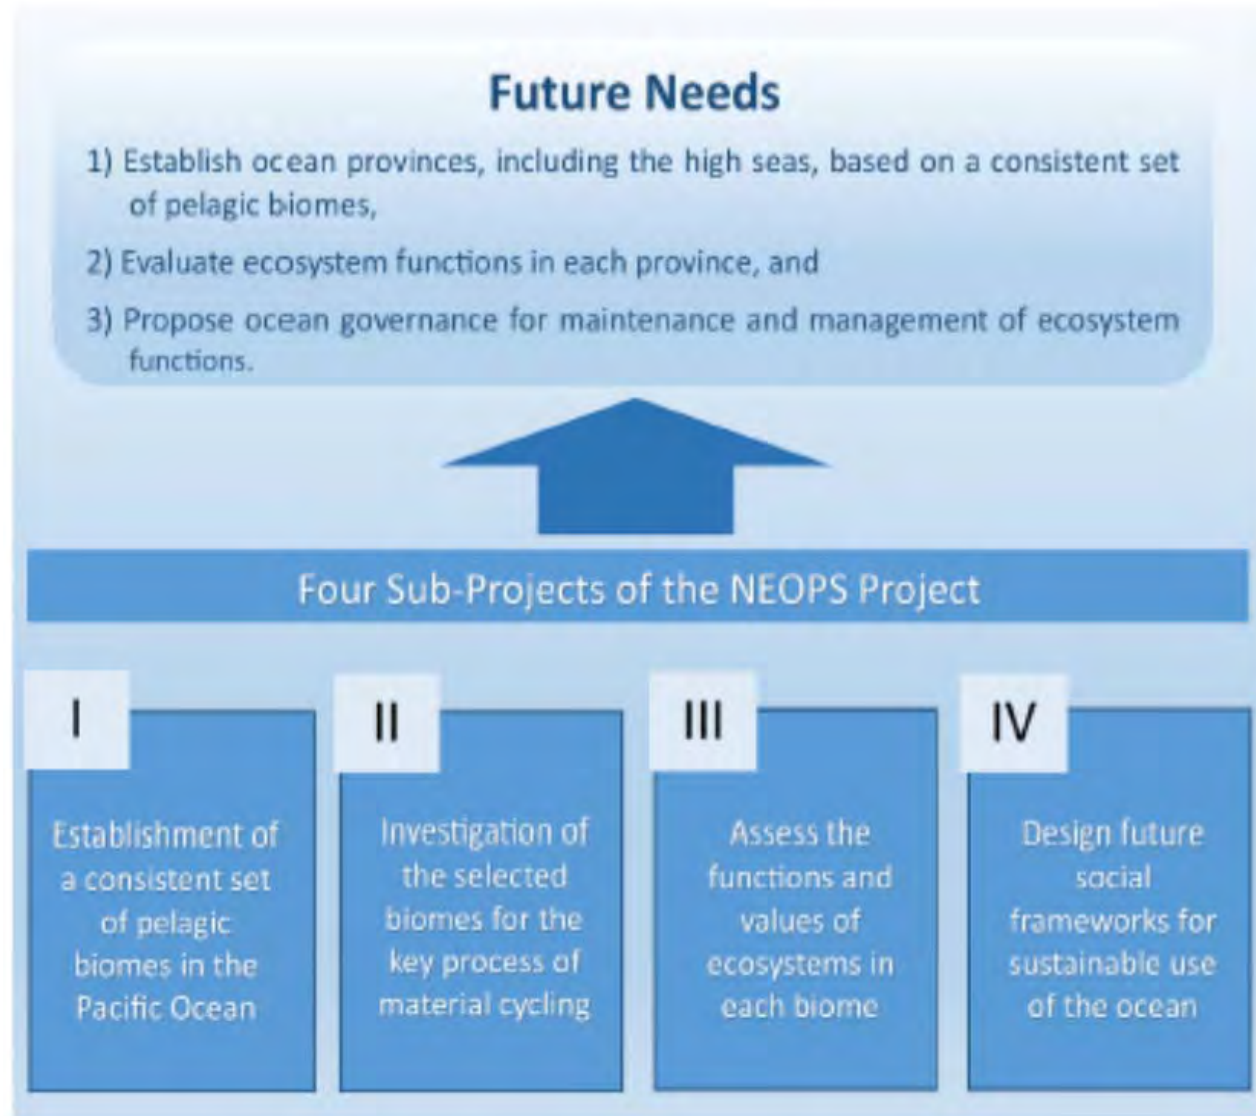 Future Needs
1) Establish ocean provinces, including the high seas, based on a consistent set
of pelagic biomes,
2) Evaluate ecosystem functions in each province, and
3) Propose ocean governance for maintenance and management of ecosystem
functions.
Four Sub-Projects of the NEOPS Project
I
Establishment of
a consistent set
of pelagic
biomes in the
Pacific Ocean
II
Investigation of
the selected
biomes for the
key process of
material cycling
III
Assess the
functions and
values of
ecosystems in
each biome
IV
Design future
social
frameworks for
sustainable use
of the ocean